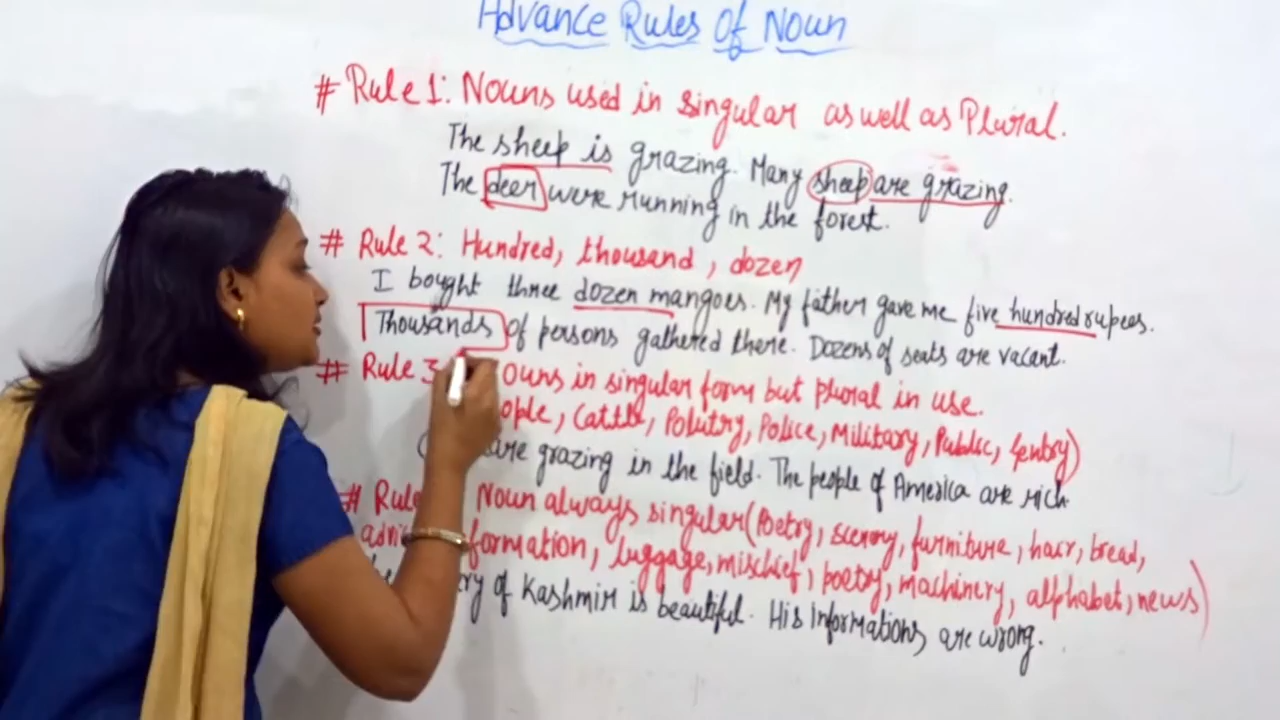 Advance Rules Of Noun
# Rule 1: Nouns used in singular as well as Plural.
The sheep is grazing. Many sheep are grazing.
The deer were running in the forest.
# Rule 2: Hundred, thousand, dozen
I bought three dozen mangoes. My father gave me five hundred rupees.
Thousands of persons gathered there. Dozens of seats are vacant.
# Rule 3 ouns in singular form but plural in use.
ople, Cattle, Polutry, Police, Military, Public, Gentry)
are grazing in the field. The people of America are rich
# Rule Noun always singular (Poetry, scenery, furniture, hair, bread,
advi formation, luggage, mischief, poetry, machinery, alphabet, news)
he ry of Kashmir is beautiful. His Informations are wrong.